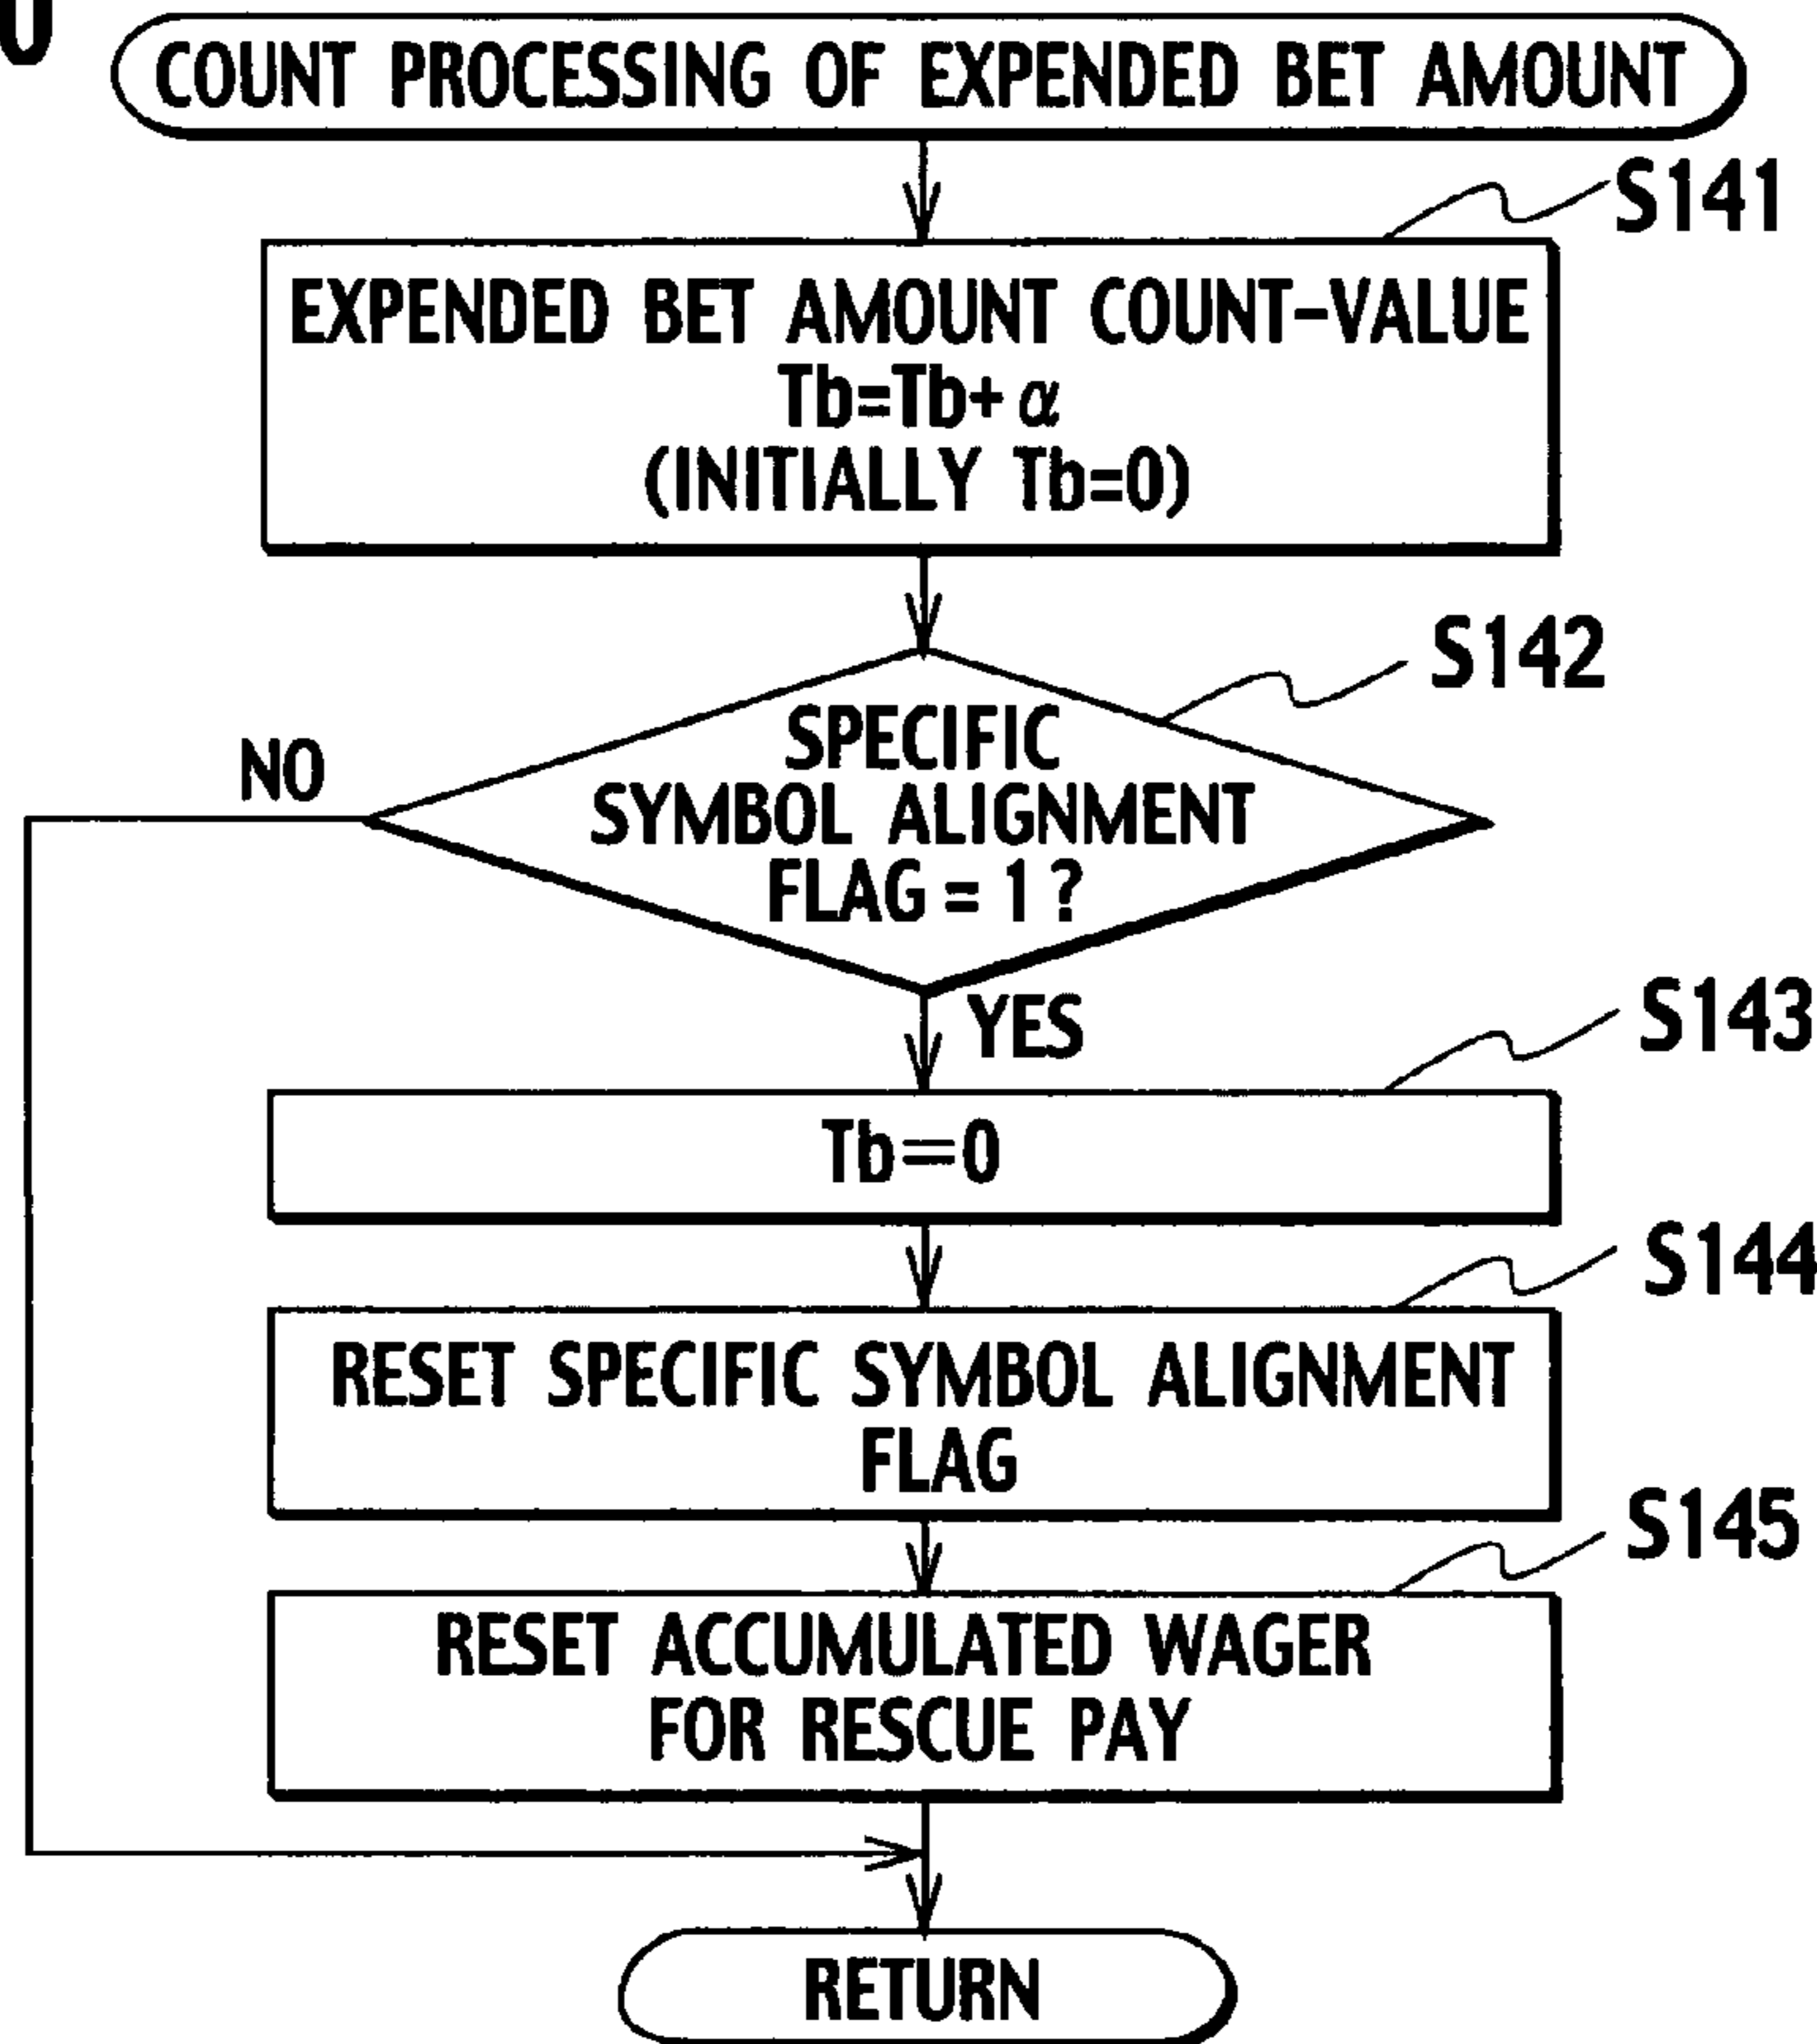 COUNT PROCESSING OF EXPENDED BET AMOUNT
S141
EXPENDED BET AMOUNT COUNT-VALUE
Tb=Tb+α
(INITIALLY Tb=0)
S142
SPECIFIC
SYMBOL ALIGNMENT
FLAG = 1 ?
NO
YES
S143
Tb=0
S144
RESET SPECIFIC SYMBOL ALIGNMENT
FLAG
S145
RESET ACCUMULATED WAGER
FOR RESCUE PAY
RETURN